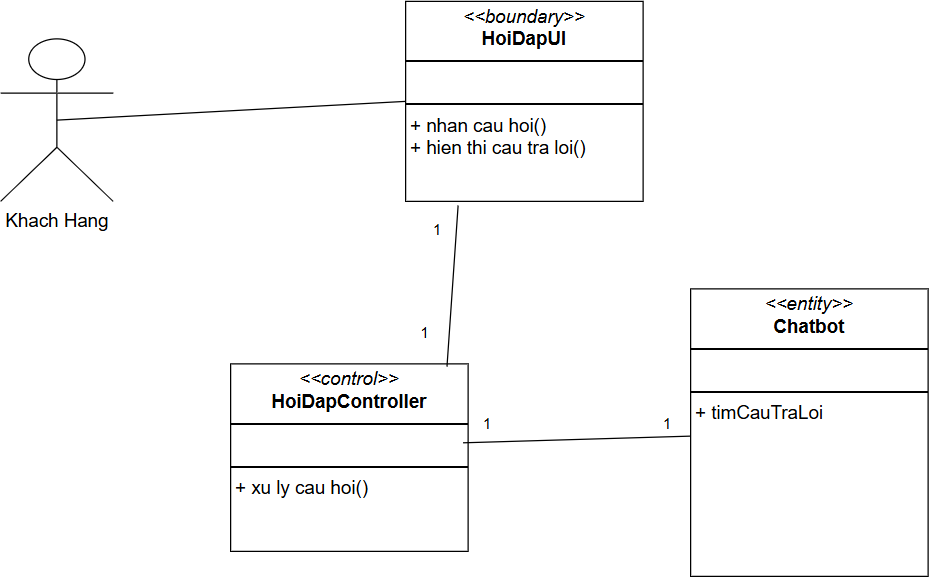 <<boundary>>
HoiDapUI
+ nhan cau hoi()
+ hien thi cau tra loi()
Khach Hang
1
1
<<entity>>
Chatbot
+ timCauTraLoi
<<control>>
HoiDapController
1
1
+ xu ly cau hoi()